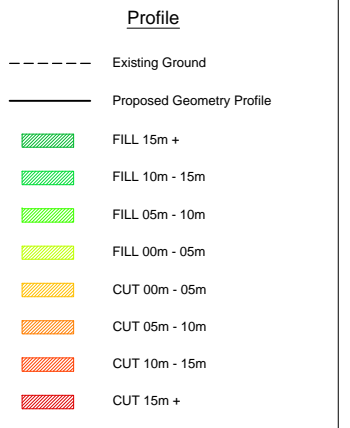 Profile
Existing Ground
Proposed Geometry Profile
FILL 15m +
FILL 10m - 15m
FILL 05m - 10m
FILL 00m - 05m
CUT 00m - 05m
CUT 05m - 10m
CUT 10m - 15m
CUT 15m +